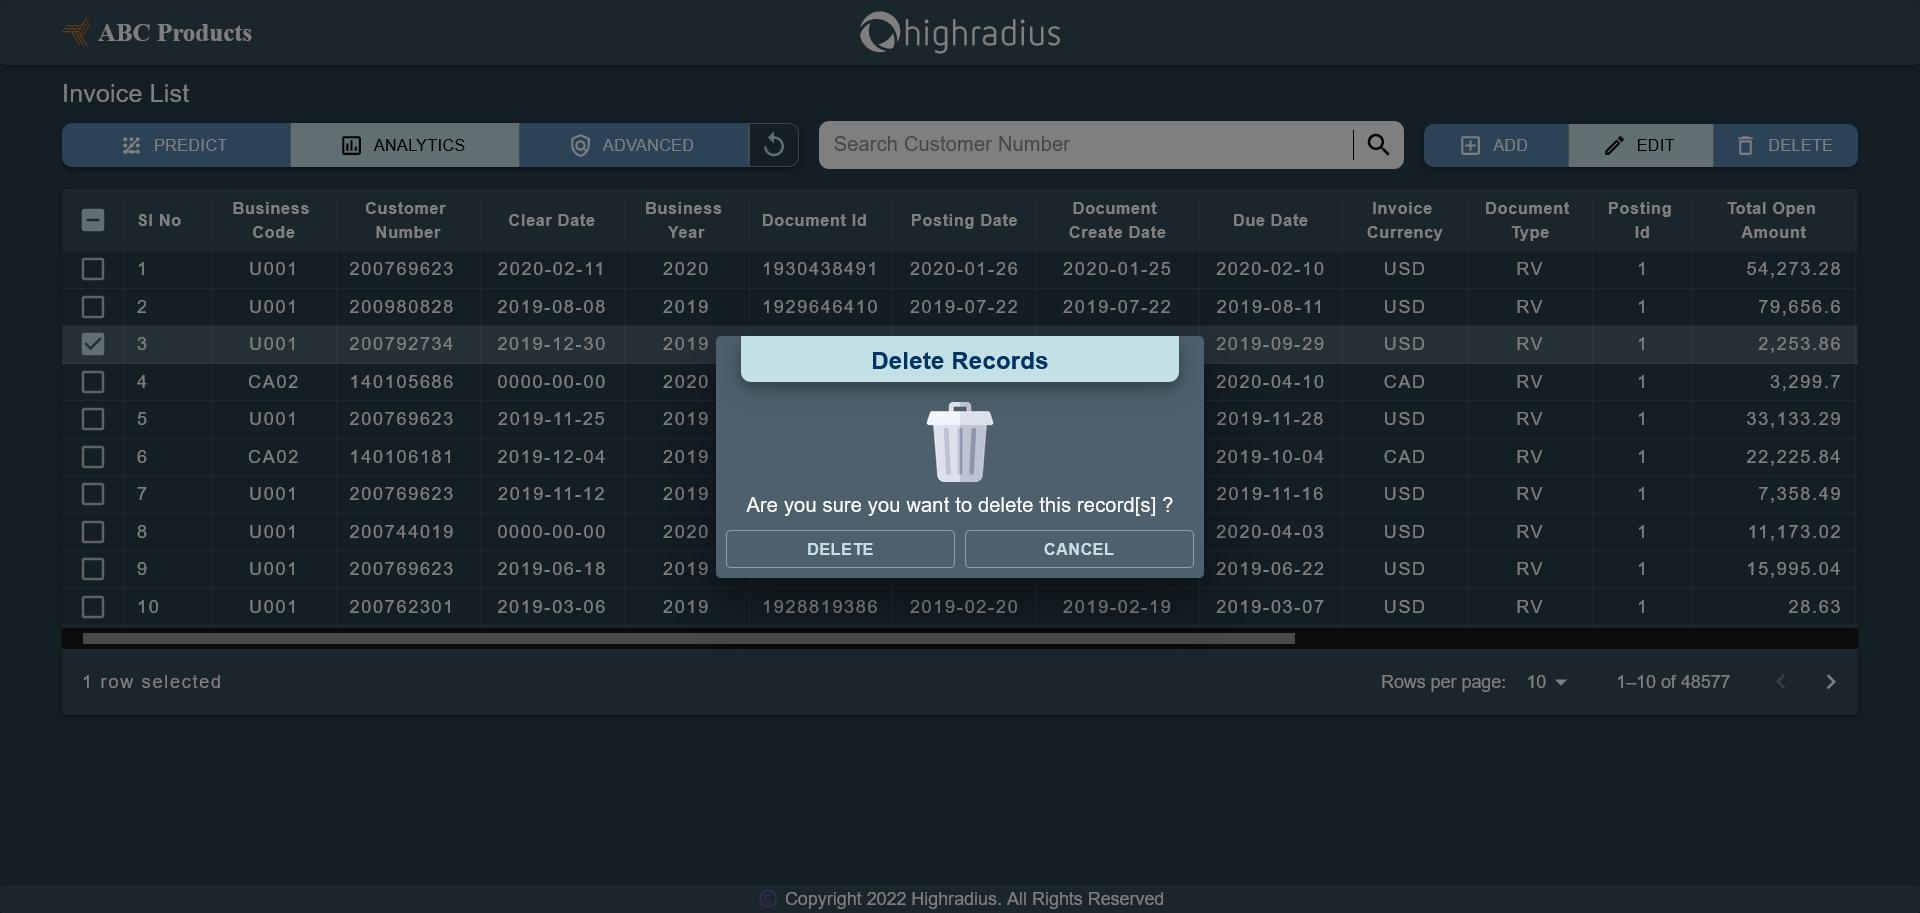 ABC Products
highradius
Invoice List
PREDICT ANALYTICS ADVANCED Search Customer Number ADD EDIT DELETE
Sl No Business Code Customer Number Clear Date Business Year Document Id Posting Date Document Create Date Due Date Invoice Currency Document Type Posting Id Total Open Amount
1 U001 200769623 2020-02-11 2020 1930438491 2020-01-26 2020-01-25 2020-02-10 USD RV 1 54,273.28
2 U001 200980828 2019-08-08 2019 1929646410 2019-07-22 2019-07-22 2019-08-11 USD RV 1 79,656.6
3 U001 200792734 2019-12-30 2019 2019-09-29 USD RV 1 2,253.86
4 CA02 140105686 0000-00-00 2020 2020-04-10 CAD RV 1 3,299.7
5 U001 200769623 2019-11-25 2019 2019-11-28 USD RV 1 33,133.29
6 CA02 140106181 2019-12-04 2019 2019-10-04 CAD RV 1 22,225.84
7 U001 200769623 2019-11-12 2019 2019-11-16 USD RV 1 7,358.49
8 U001 200744019 0000-00-00 2020 2020-04-03 USD RV 1 11,173.02
9 U001 200769623 2019-06-18 2019 2019-06-22 USD RV 1 15,995.04
10 U001 200762301 2019-03-06 2019 1928819386 2019-02-20 2019-02-19 2019-03-07 USD RV 1 28.63
Delete Records
Are you sure you want to delete this record[s] ?
DELETE CANCEL
1 row selected Rows per page: 10 1–10 of 48577
© Copyright 2022 Highradius. All Rights Reserved